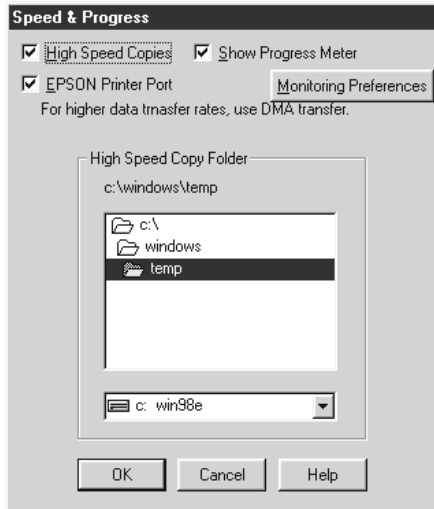 Speed & Progress
High Speed Copies Show Progress Meter
EPSON Printer Port Monitoring Preferences
For higher data trnasfer rates, use DMA transfer.
High Speed Copy Folder
c:\windows\temp
c:\
windows
temp
c: win98e
OK Cancel Help